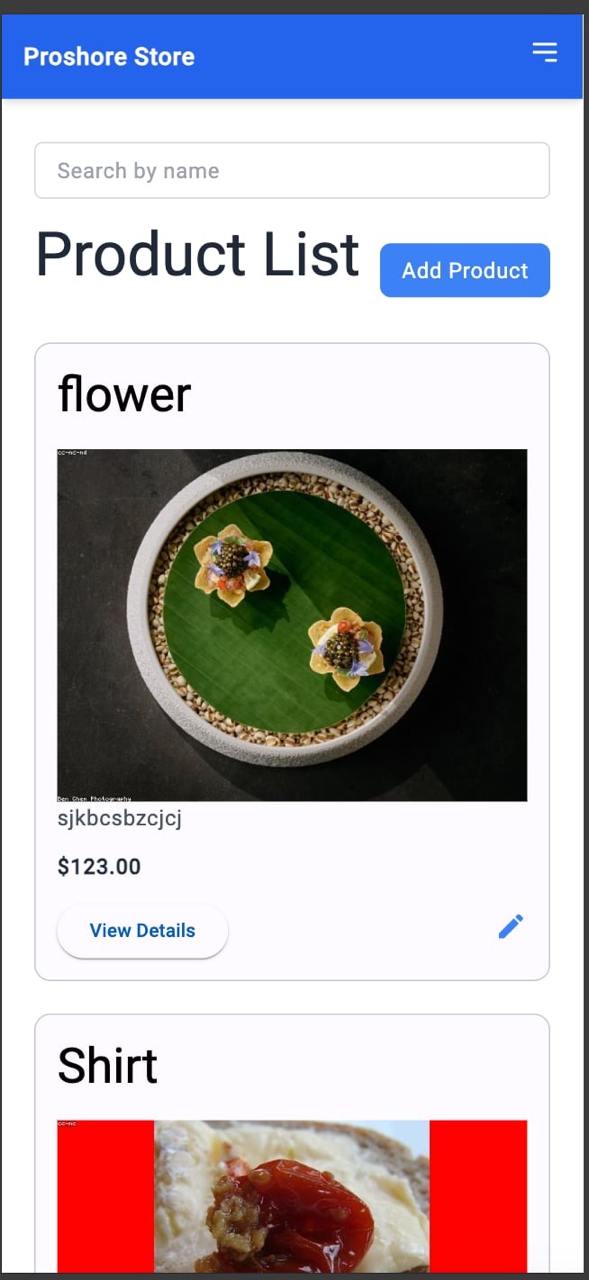 Proshore Store
Search by name
Product List
Add Product
flower
cc-nc-nd
Ben Chen Photography
sjkbcsbzcjcj
$123.00
View Details
Shirt
cc-nc